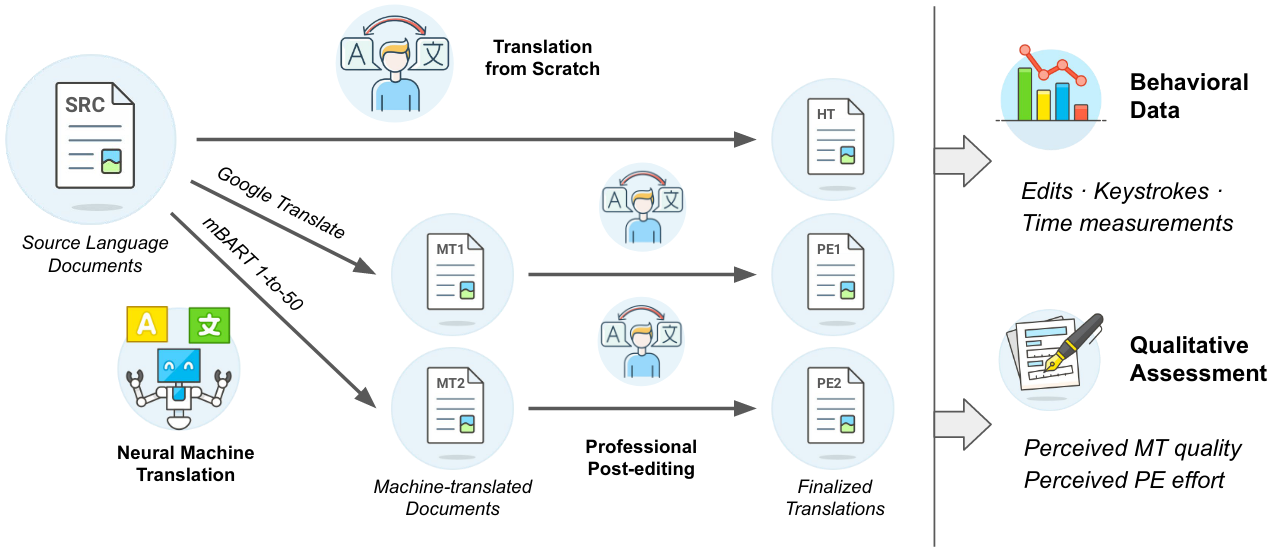 SRC
Source Language
Documents
A
文
Neural Machine
Translation
A 文
Translation
from Scratch
Google Translate
mBART 1-to-50
MT1
MT2
Machine-translated
Documents
A 文
A 文
Professional
Post-editing
HT
PE1
PE2
Finalized
Translations
Behavioral
Data
Edits · Keystrokes ·
Time measurements
Qualitative
Assessment
Perceived MT quality
Perceived PE effort